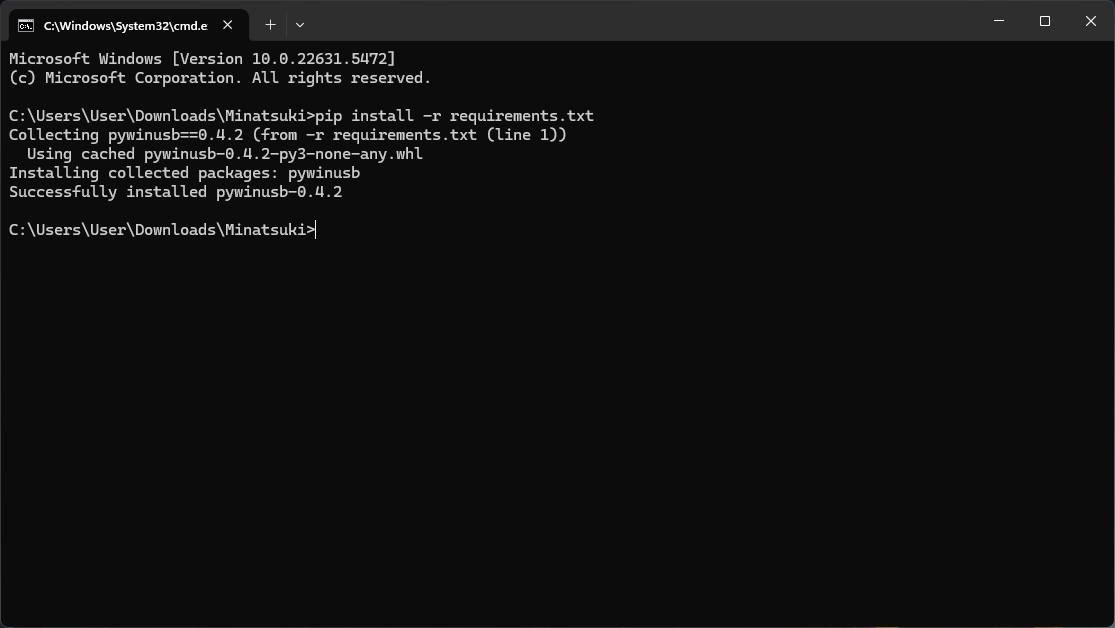 C:\Windows\System32\cmd.e
Microsoft Windows [Version 10.0.22631.5472]
(c) Microsoft Corporation. All rights reserved.
C:\Users\User\Downloads\Minatsuki>pip install -r requirements.txt
Collecting pywinusb==0.4.2 (from -r requirements.txt (line 1))
  Using cached pywinusb-0.4.2-py3-none-any.whl
Installing collected packages: pywinusb
Successfully installed pywinusb-0.4.2
C:\Users\User\Downloads\Minatsuki>